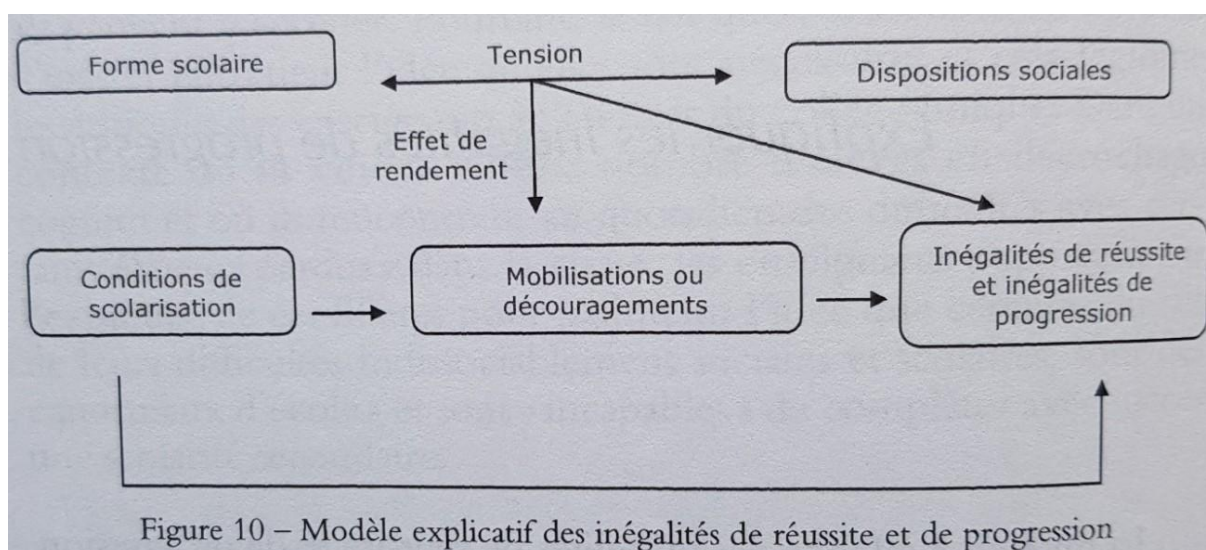 Forme scolaire
Tension
Dispositions sociales
Effet de
rendement
Conditions de
scolarisation
Mobilisations ou
découragements
Inégalités de réussite
et inégalités de
progression
Figure 10 – Modèle explicatif des inégalités de réussite et de progression